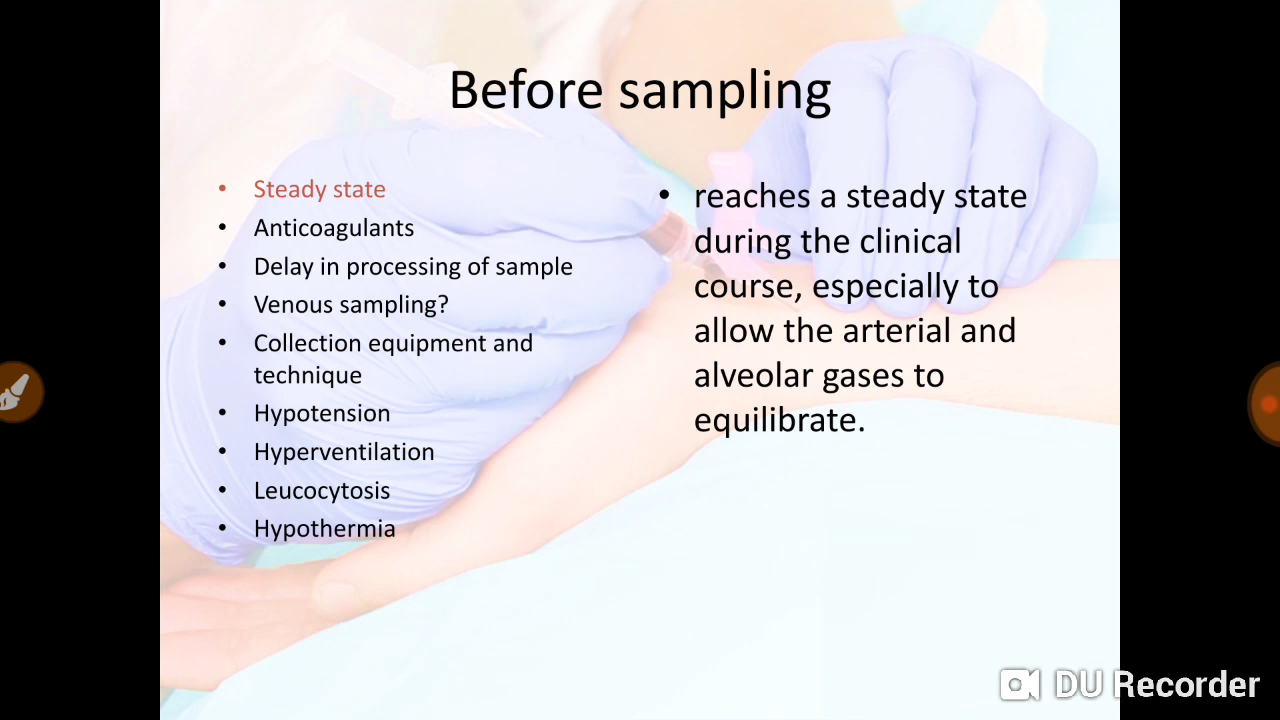 Before sampling
• Steady state
• Anticoagulants
• Delay in processing of sample
• Venous sampling?
• Collection equipment and
technique
• Hypotension
• Hyperventilation
• Leucocytosis
• Hypothermia
• reaches a steady state
during the clinical
course, especially to
allow the arterial and
alveolar gases to
equilibrate.
DU Recorder